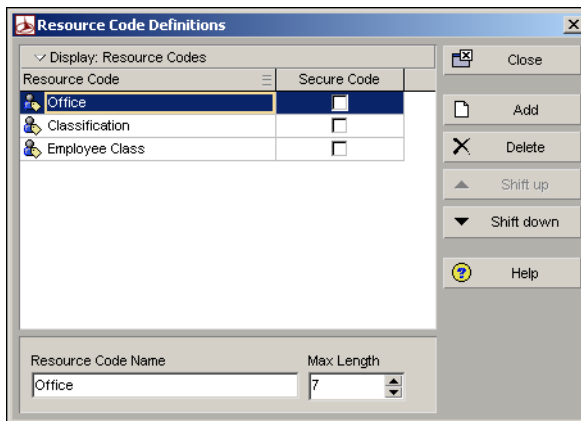 Resource Code Definitions
Display: Resource Codes
Resource Code Secure Code
Office
Classification
Employee Class
Close
Add
Delete
Shift up
Shift down
Help
Resource Code Name Max Length
Office 7